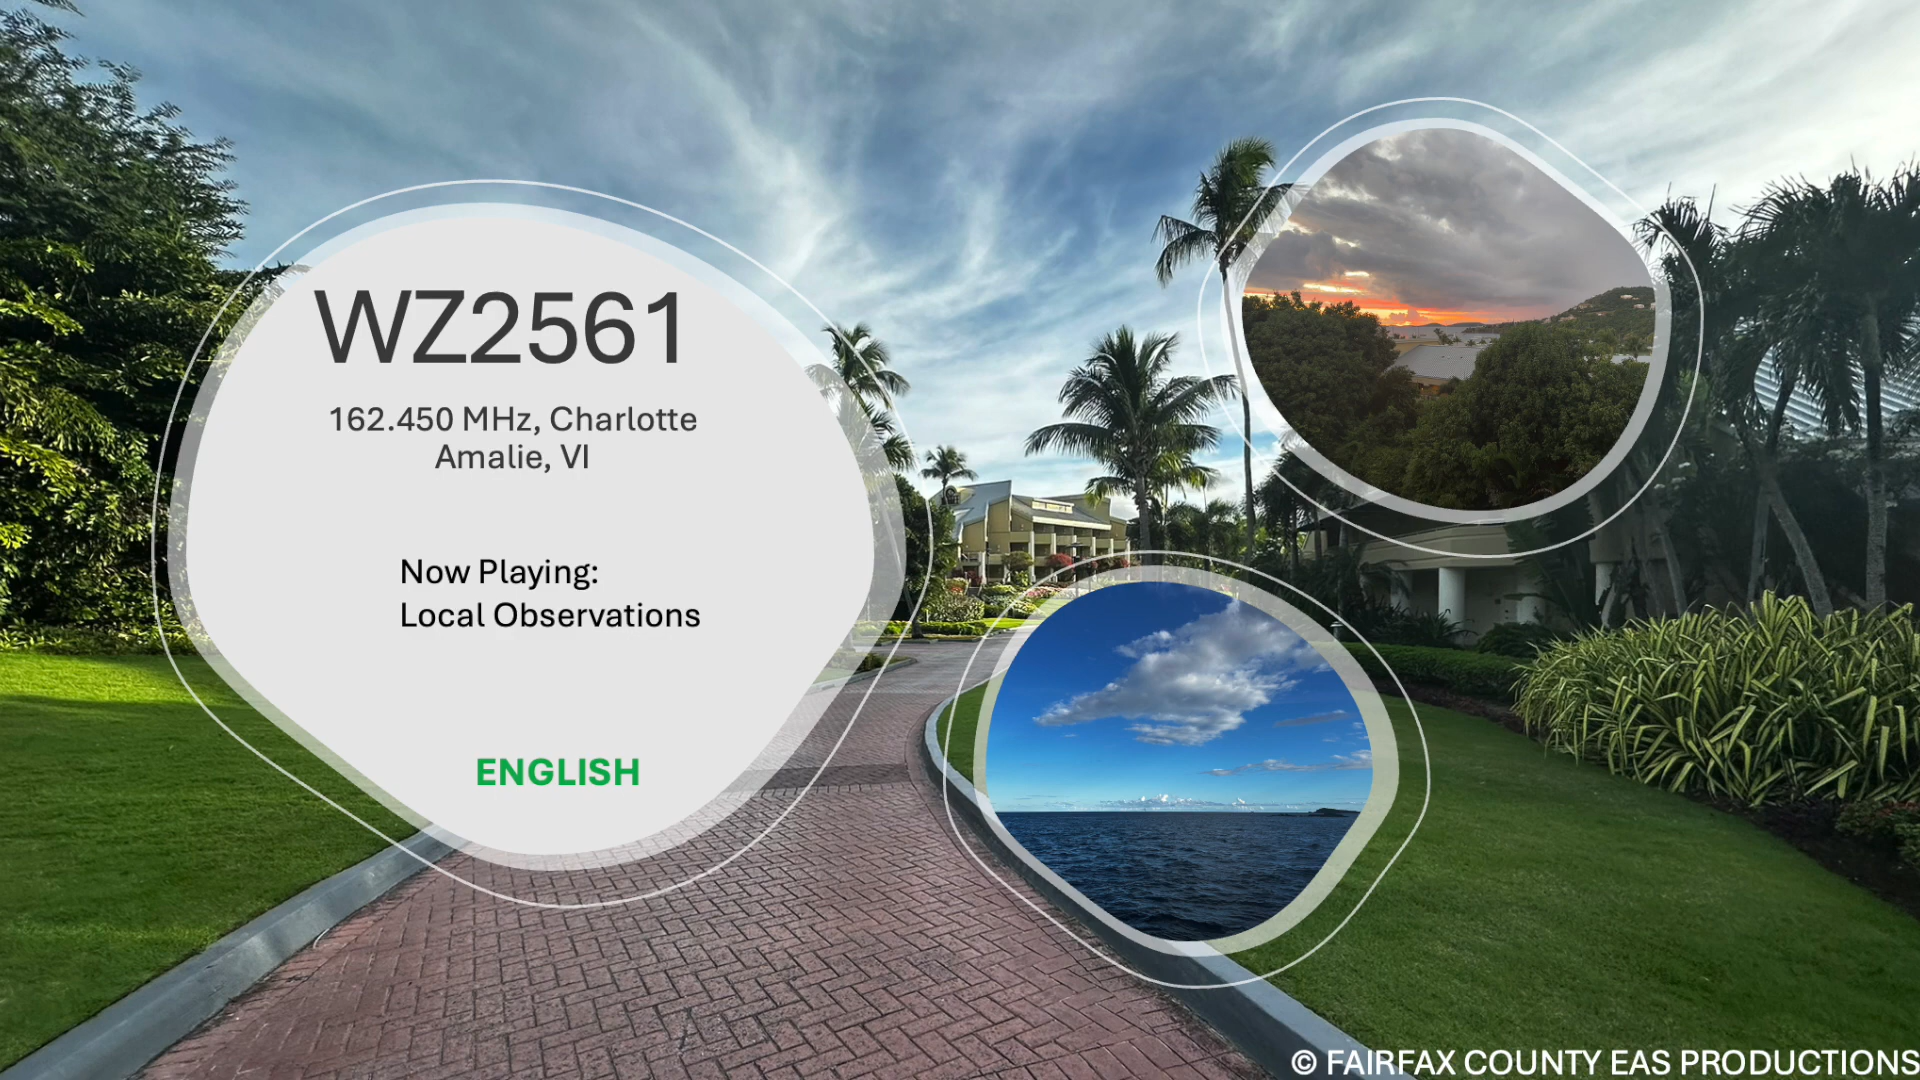 WZ2561
162.450 MHz, Charlotte
Amalie, VI
Now Playing:
Local Observations
ENGLISH
© FAIRFAX COUNTY EAS PRODUCTIONS